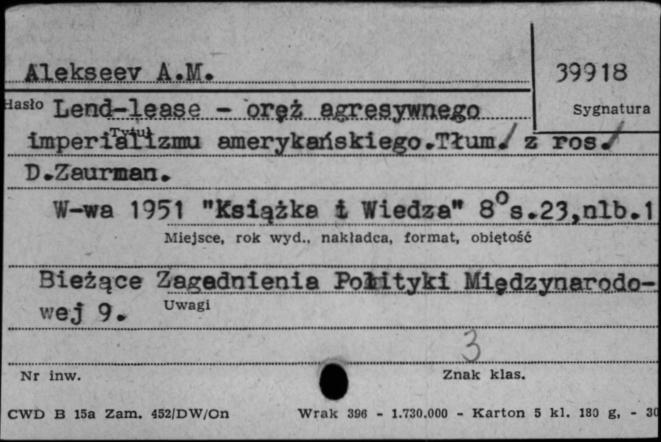 Alekseev A.M.
39918
Hasło
Sygnatura
Lend-lease - oręż agresywnego
Tytuł
imperializmu amerykańskiego.Tłum./ z ros./
D.Zaurman.
W-wa 1951 "Książka i Wiedza" 8° s.23,nlb.1
Miejsce, rok wyd., nakładca, format, objętość
Bieżące Zagadnienia Polityki Międzynarodo-
wej 9.
Uwagi
3
Nr inw.
Znak klas.
CWD B 15a Zam. 452/DW/On
Wrak 396 - 1.730.000 - Karton 5 kl. 180 g, - 30